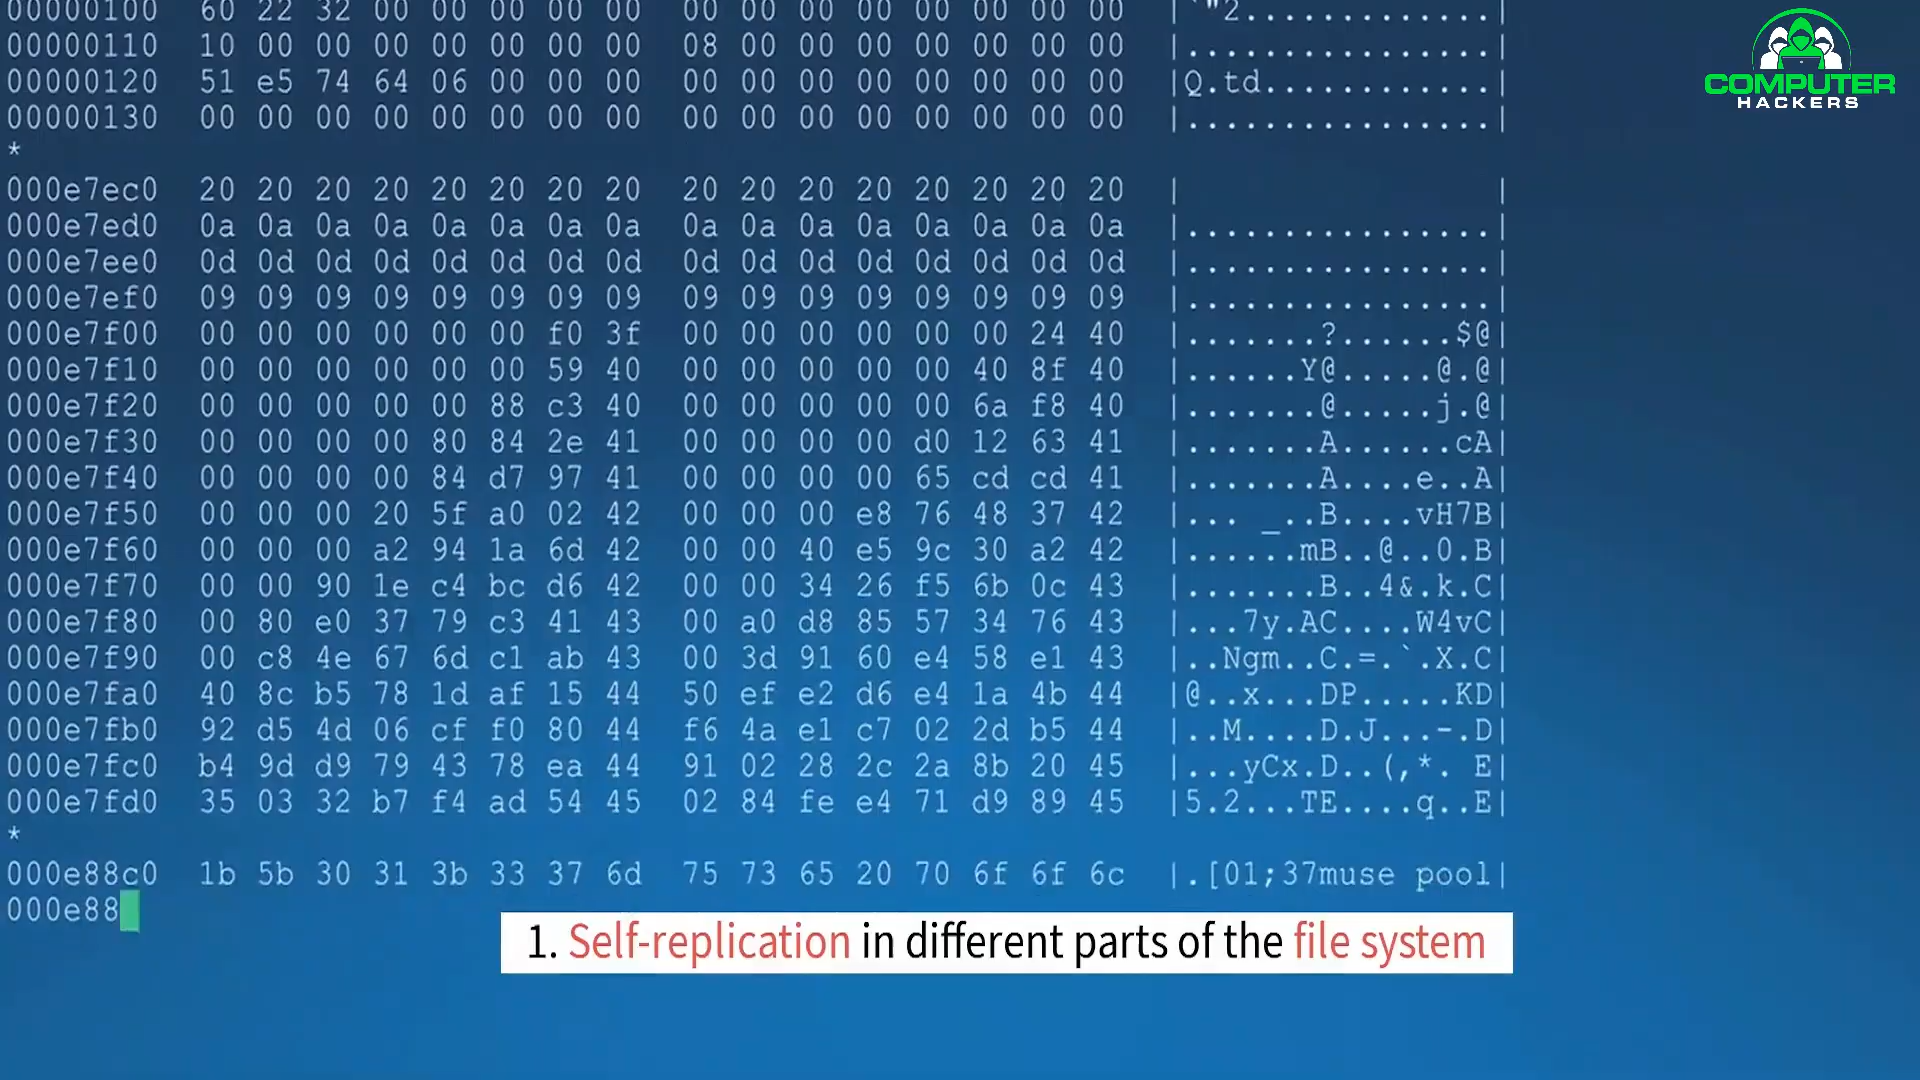 00000100  60 22 32 00 00 00 00 00  00 00 00 00 00 00 00 00  |`"2.............|
COMPUTER
HACKERS
00000110  10 00 00 00 00 00 00 00  08 00 00 00 00 00 00 00  |................|
00000120  51 e5 74 64 06 00 00 00  00 00 00 00 00 00 00 00  |Q.td............|
00000130  00 00 00 00 00 00 00 00  00 00 00 00 00 00 00 00  |................|
*
000e7ec0  20 20 20 20 20 20 20 20  20 20 20 20 20 20 20 20  |                |
000e7ed0  0a 0a 0a 0a 0a 0a 0a 0a  0a 0a 0a 0a 0a 0a 0a 0a  |................|
000e7ee0  0d 0d 0d 0d 0d 0d 0d 0d  0d 0d 0d 0d 0d 0d 0d 0d  |................|
000e7ef0  09 09 09 09 09 09 09 09  09 09 09 09 09 09 09 09  |................|
000e7f00  00 00 00 00 00 00 f0 3f  00 00 00 00 00 00 24 40  |.......?......$@|
000e7f10  00 00 00 00 00 00 59 40  00 00 00 00 00 40 8f 40  |......Y@.....@.@|
000e7f20  00 00 00 00 00 88 c3 40  00 00 00 00 00 6a f8 40  |.......@.....j.@|
000e7f30  00 00 00 00 80 84 2e 41  00 00 00 00 d0 12 63 41  |.......A......cA|
000e7f40  00 00 00 00 84 d7 97 41  00 00 00 00 65 cd cd 41  |.......A....e..A|
000e7f50  00 00 00 20 5f a0 02 42  00 00 00 e8 76 48 37 42  |... _..B....vH7B|
000e7f60  00 00 00 a2 94 1a 6d 42  00 00 40 e5 9c 30 a2 42  |......mB..@..0.B|
000e7f70  00 00 90 1e c4 bc d6 42  00 00 34 26 f5 6b 0c 43  |.......B..4&.k.C|
000e7f80  00 80 e0 37 79 c3 41 43  00 a0 d8 85 57 34 76 43  |...7y.AC....W4vC|
000e7f90  00 c8 4e 67 6d c1 ab 43  00 3d 91 60 e4 58 e1 43  |..Ngm..C.=.`.X.C|
000e7fa0  40 8c b5 78 1d af 15 44  50 ef e2 d6 e4 1a 4b 44  |@..x...DP.....KD|
000e7fb0  92 d5 4d 06 cf f0 80 44  f6 4a e1 c7 02 2d b5 44  |..M....D.J...-.D|
000e7fc0  b4 9d d9 79 43 78 ea 44  91 02 28 2c 2a 8b 20 45  |...yCx.D..(,*. E|
000e7fd0  35 03 32 b7 f4 ad 54 45  02 84 fe e4 71 d9 89 45  |5.2...TE....q..E|
*
000e88c0  1b 5b 30 31 3b 33 37 6d  75 73 65 20 70 6f 6f 6c  |.[01;37muse pool|
000e88
1. Self-replication in different parts of the file system